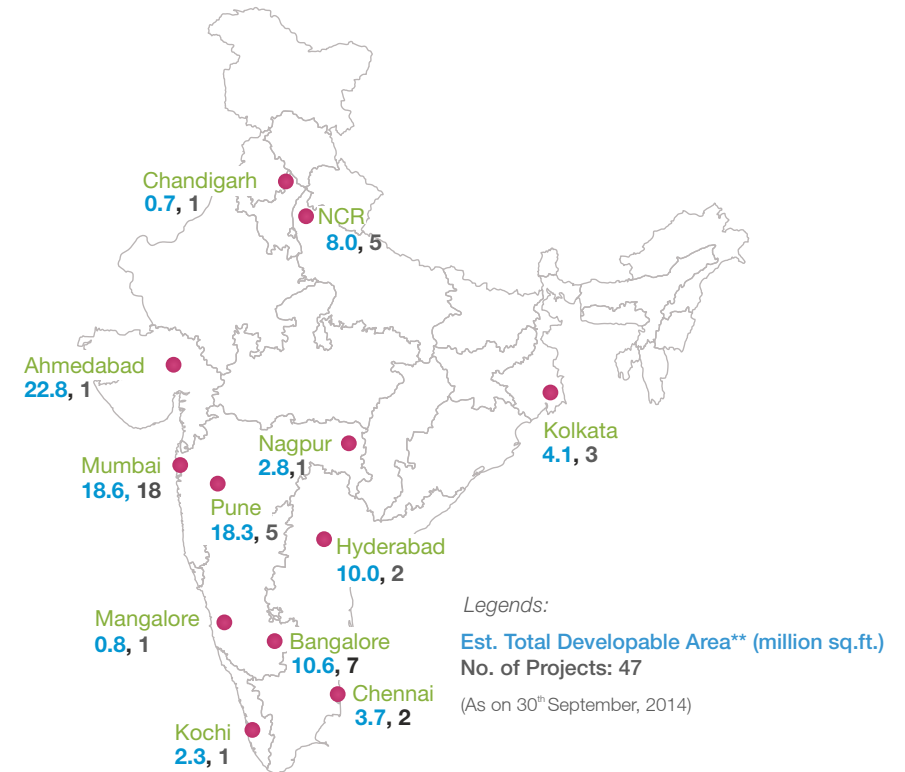 Chandigarh
0.7, 1
NCR
8.0, 5
Ahmedabad
22.8, 1
Kolkata
4.1, 3
Nagpur
2.8,1
Mumbai
18.6, 18
Pune
18.3, 5
Hyderabad
10.0, 2
Mangalore
0.8, 1
Bangalore
10.6, 7
Chennai
3.7, 2
Kochi
2.3, 1
Legends:
Est. Total Developable Area** (million sq.ft.)
No. of Projects: 47
(As on 30th September, 2014)